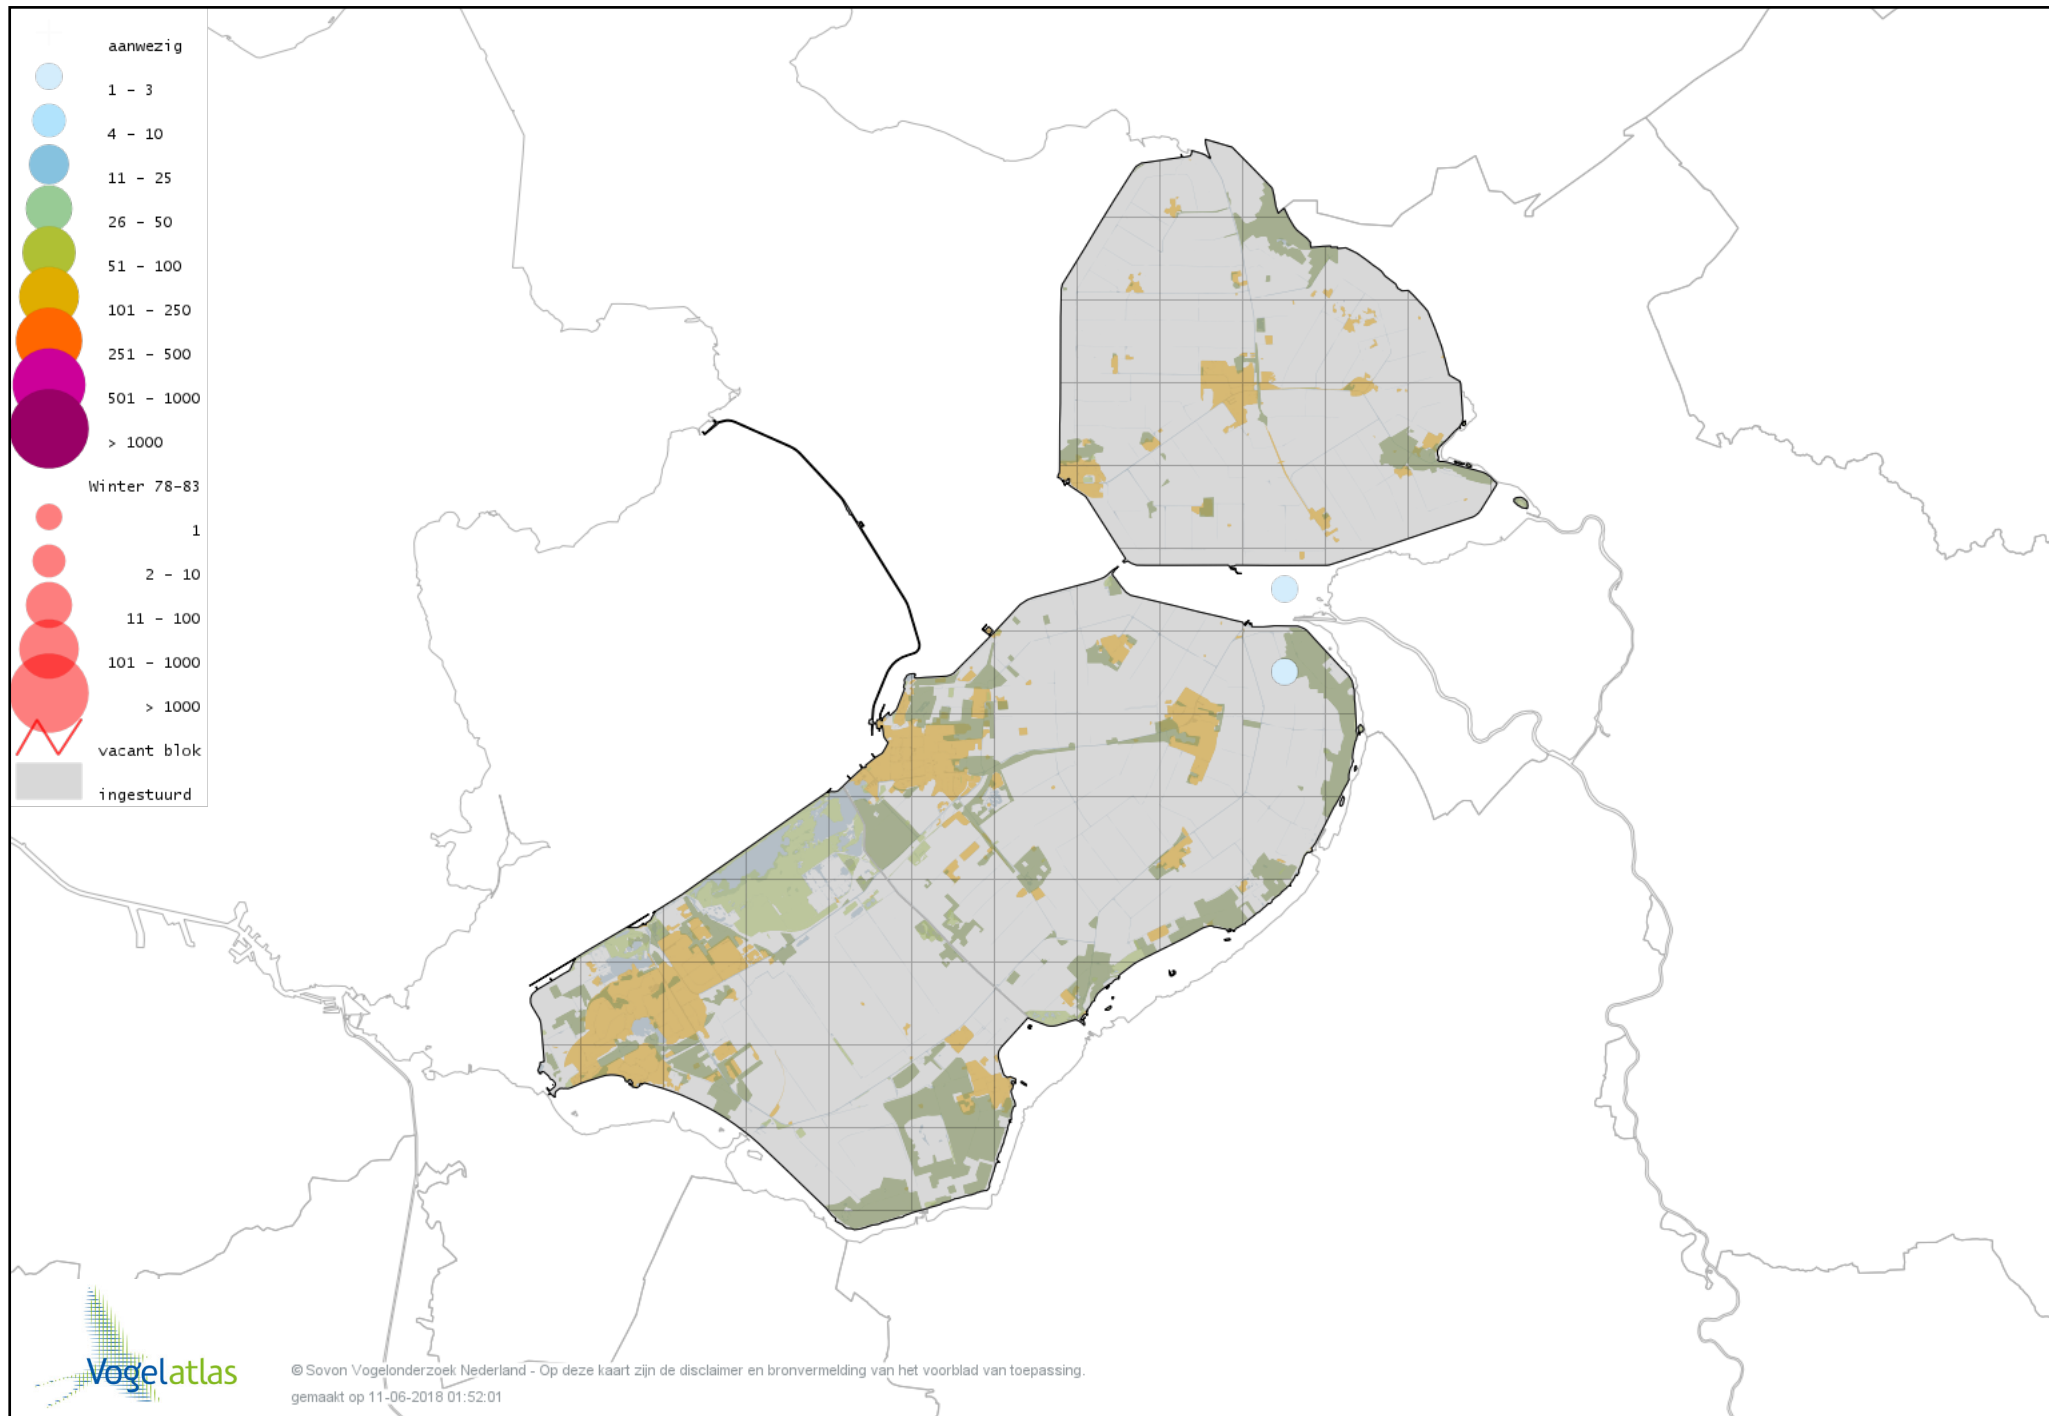 aanwezig
1 - 3
4 - 10
11 - 25
26 - 50
51 - 100
101 - 250
251 - 500
501 - 1000
> 1000
Winter 78-83
1
2 - 10
11 - 100
101 - 1000
> 1000
vacant blok
ingestuurd
Vogelatlas
© Sovon Vogelonderzoek Nederland - Op deze kaart zijn de disclaimer en bronvermelding van het voorblad van toepassing.
gemaakt op 11-06-2018 01:52:01